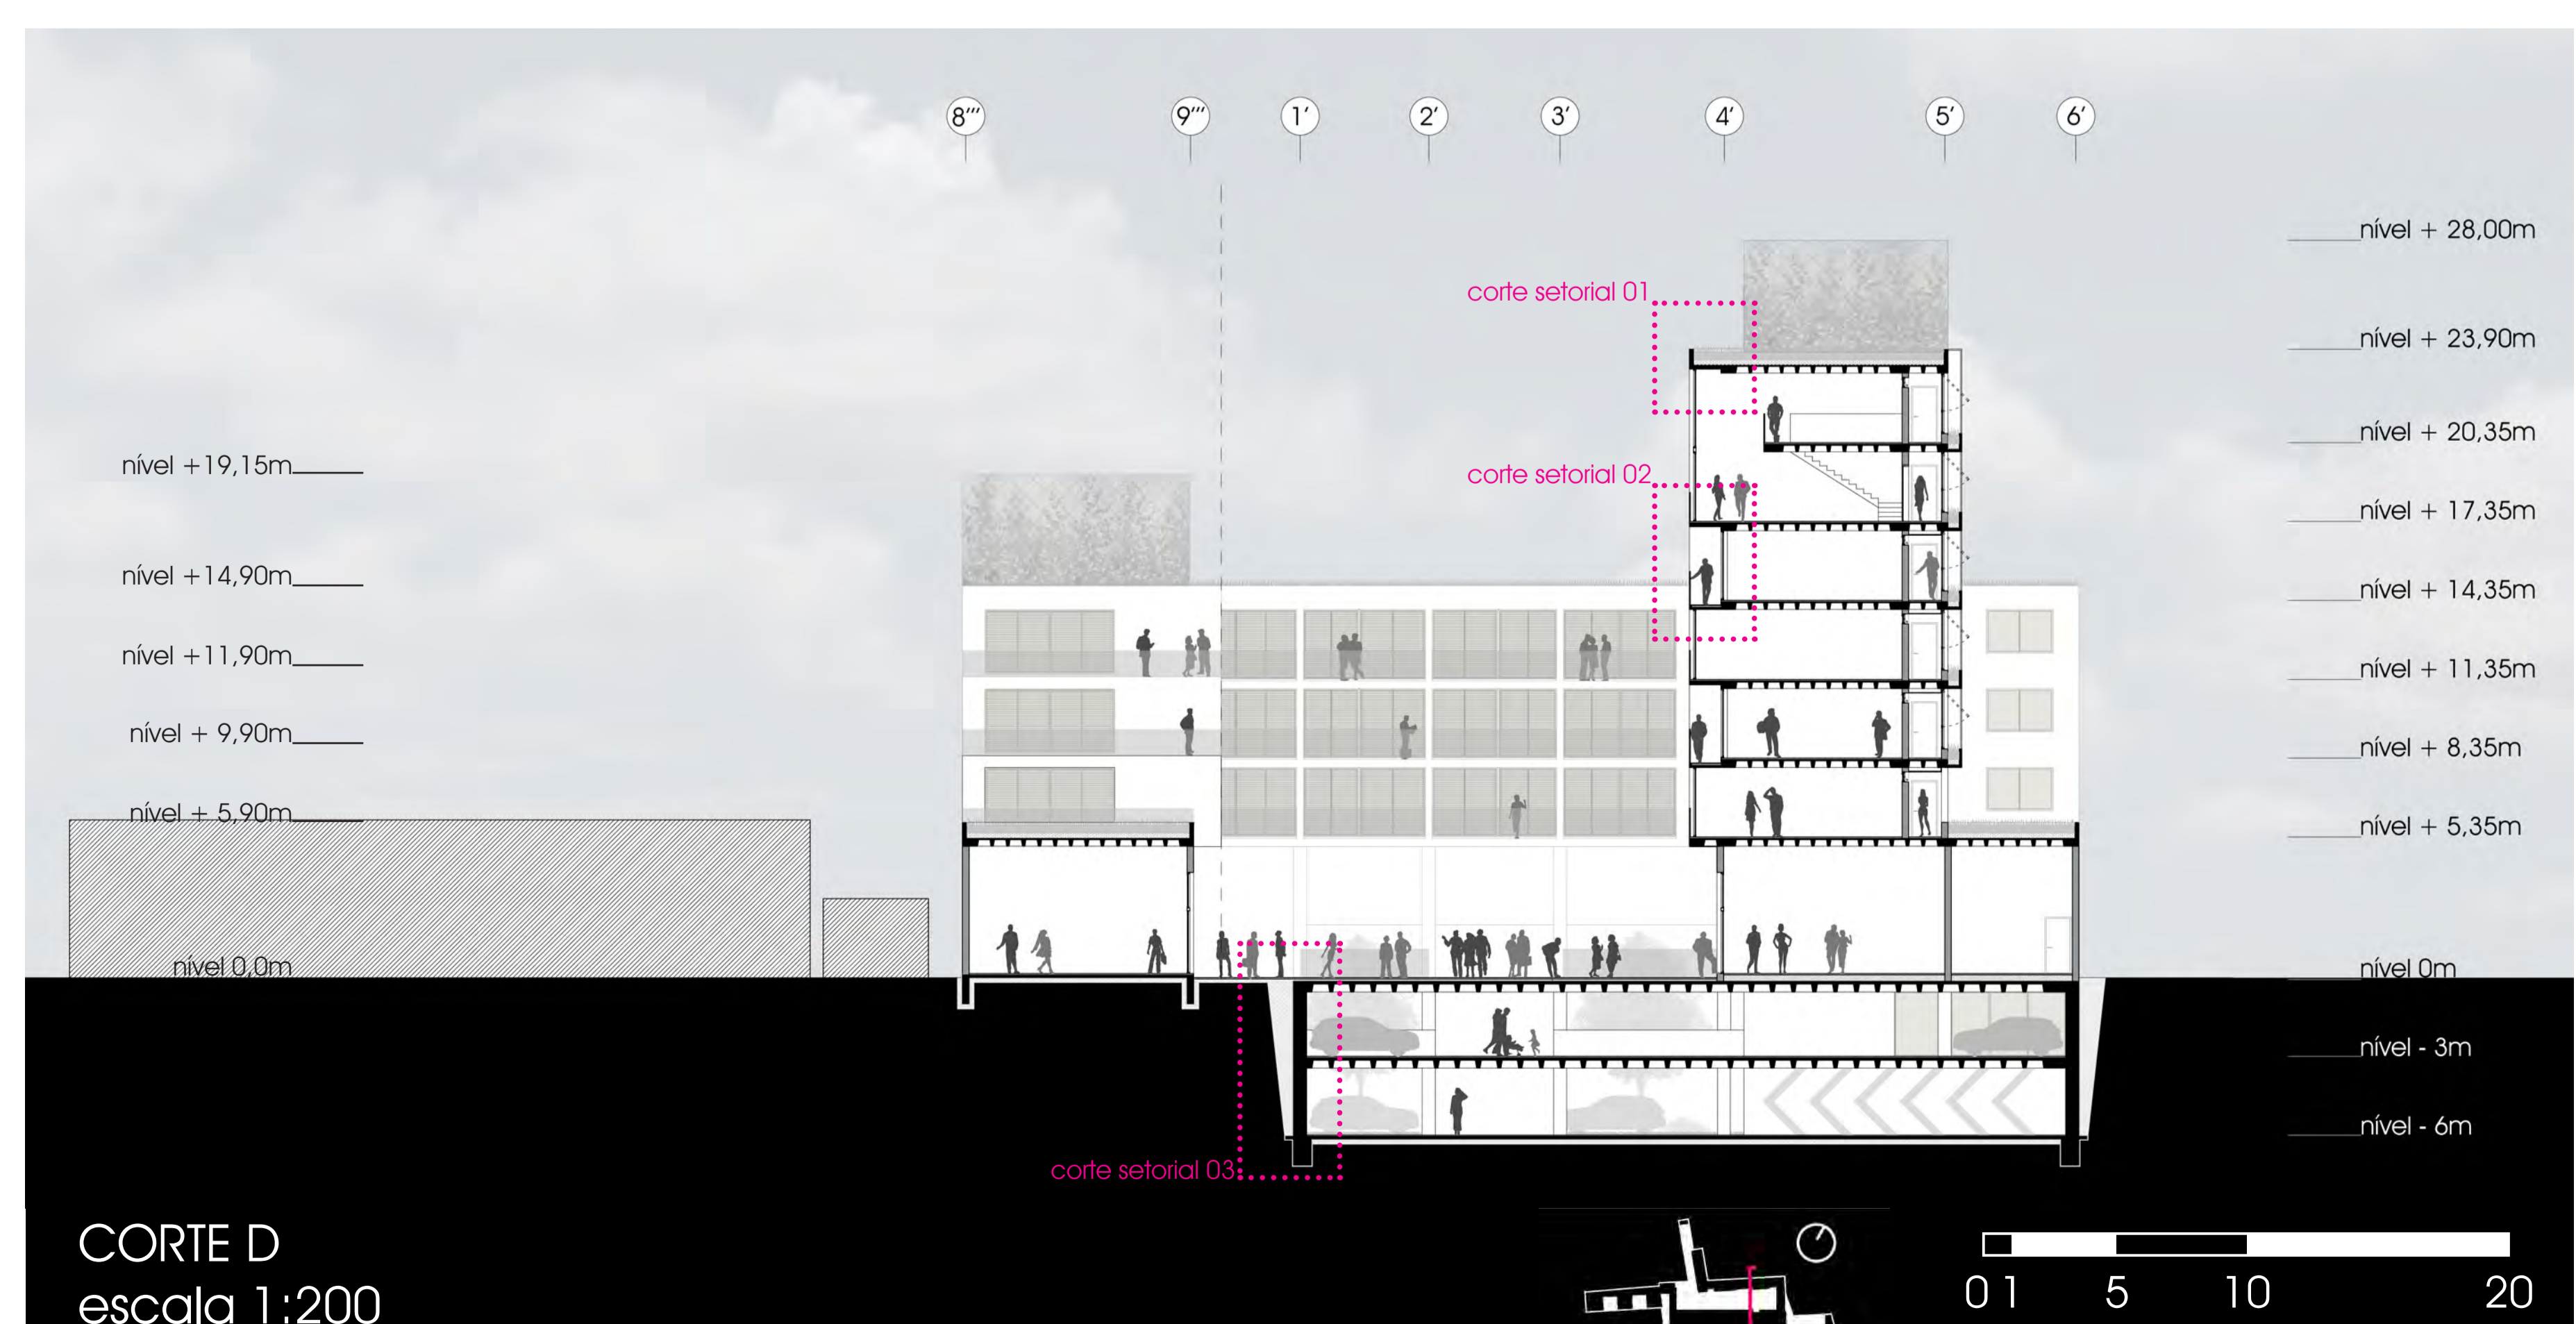 8''' 9''' 1' 2' 3' 4' 5' 6'
nível + 28,00m
corte setorial 01
nível + 23,90m
nível + 20,35m
nível +19,15m
corte setorial 02
nível + 17,35m
nível +14,90m
nível + 14,35m
nível +11,90m
nível + 11,35m
nível + 9,90m
nível + 8,35m
nível + 5,90m
nível + 5,35m
nível 0,0m
nível 0m
nível - 3m
nível - 6m
corte setorial 03
CORTE D
escala 1:200
0 1 5 10 20